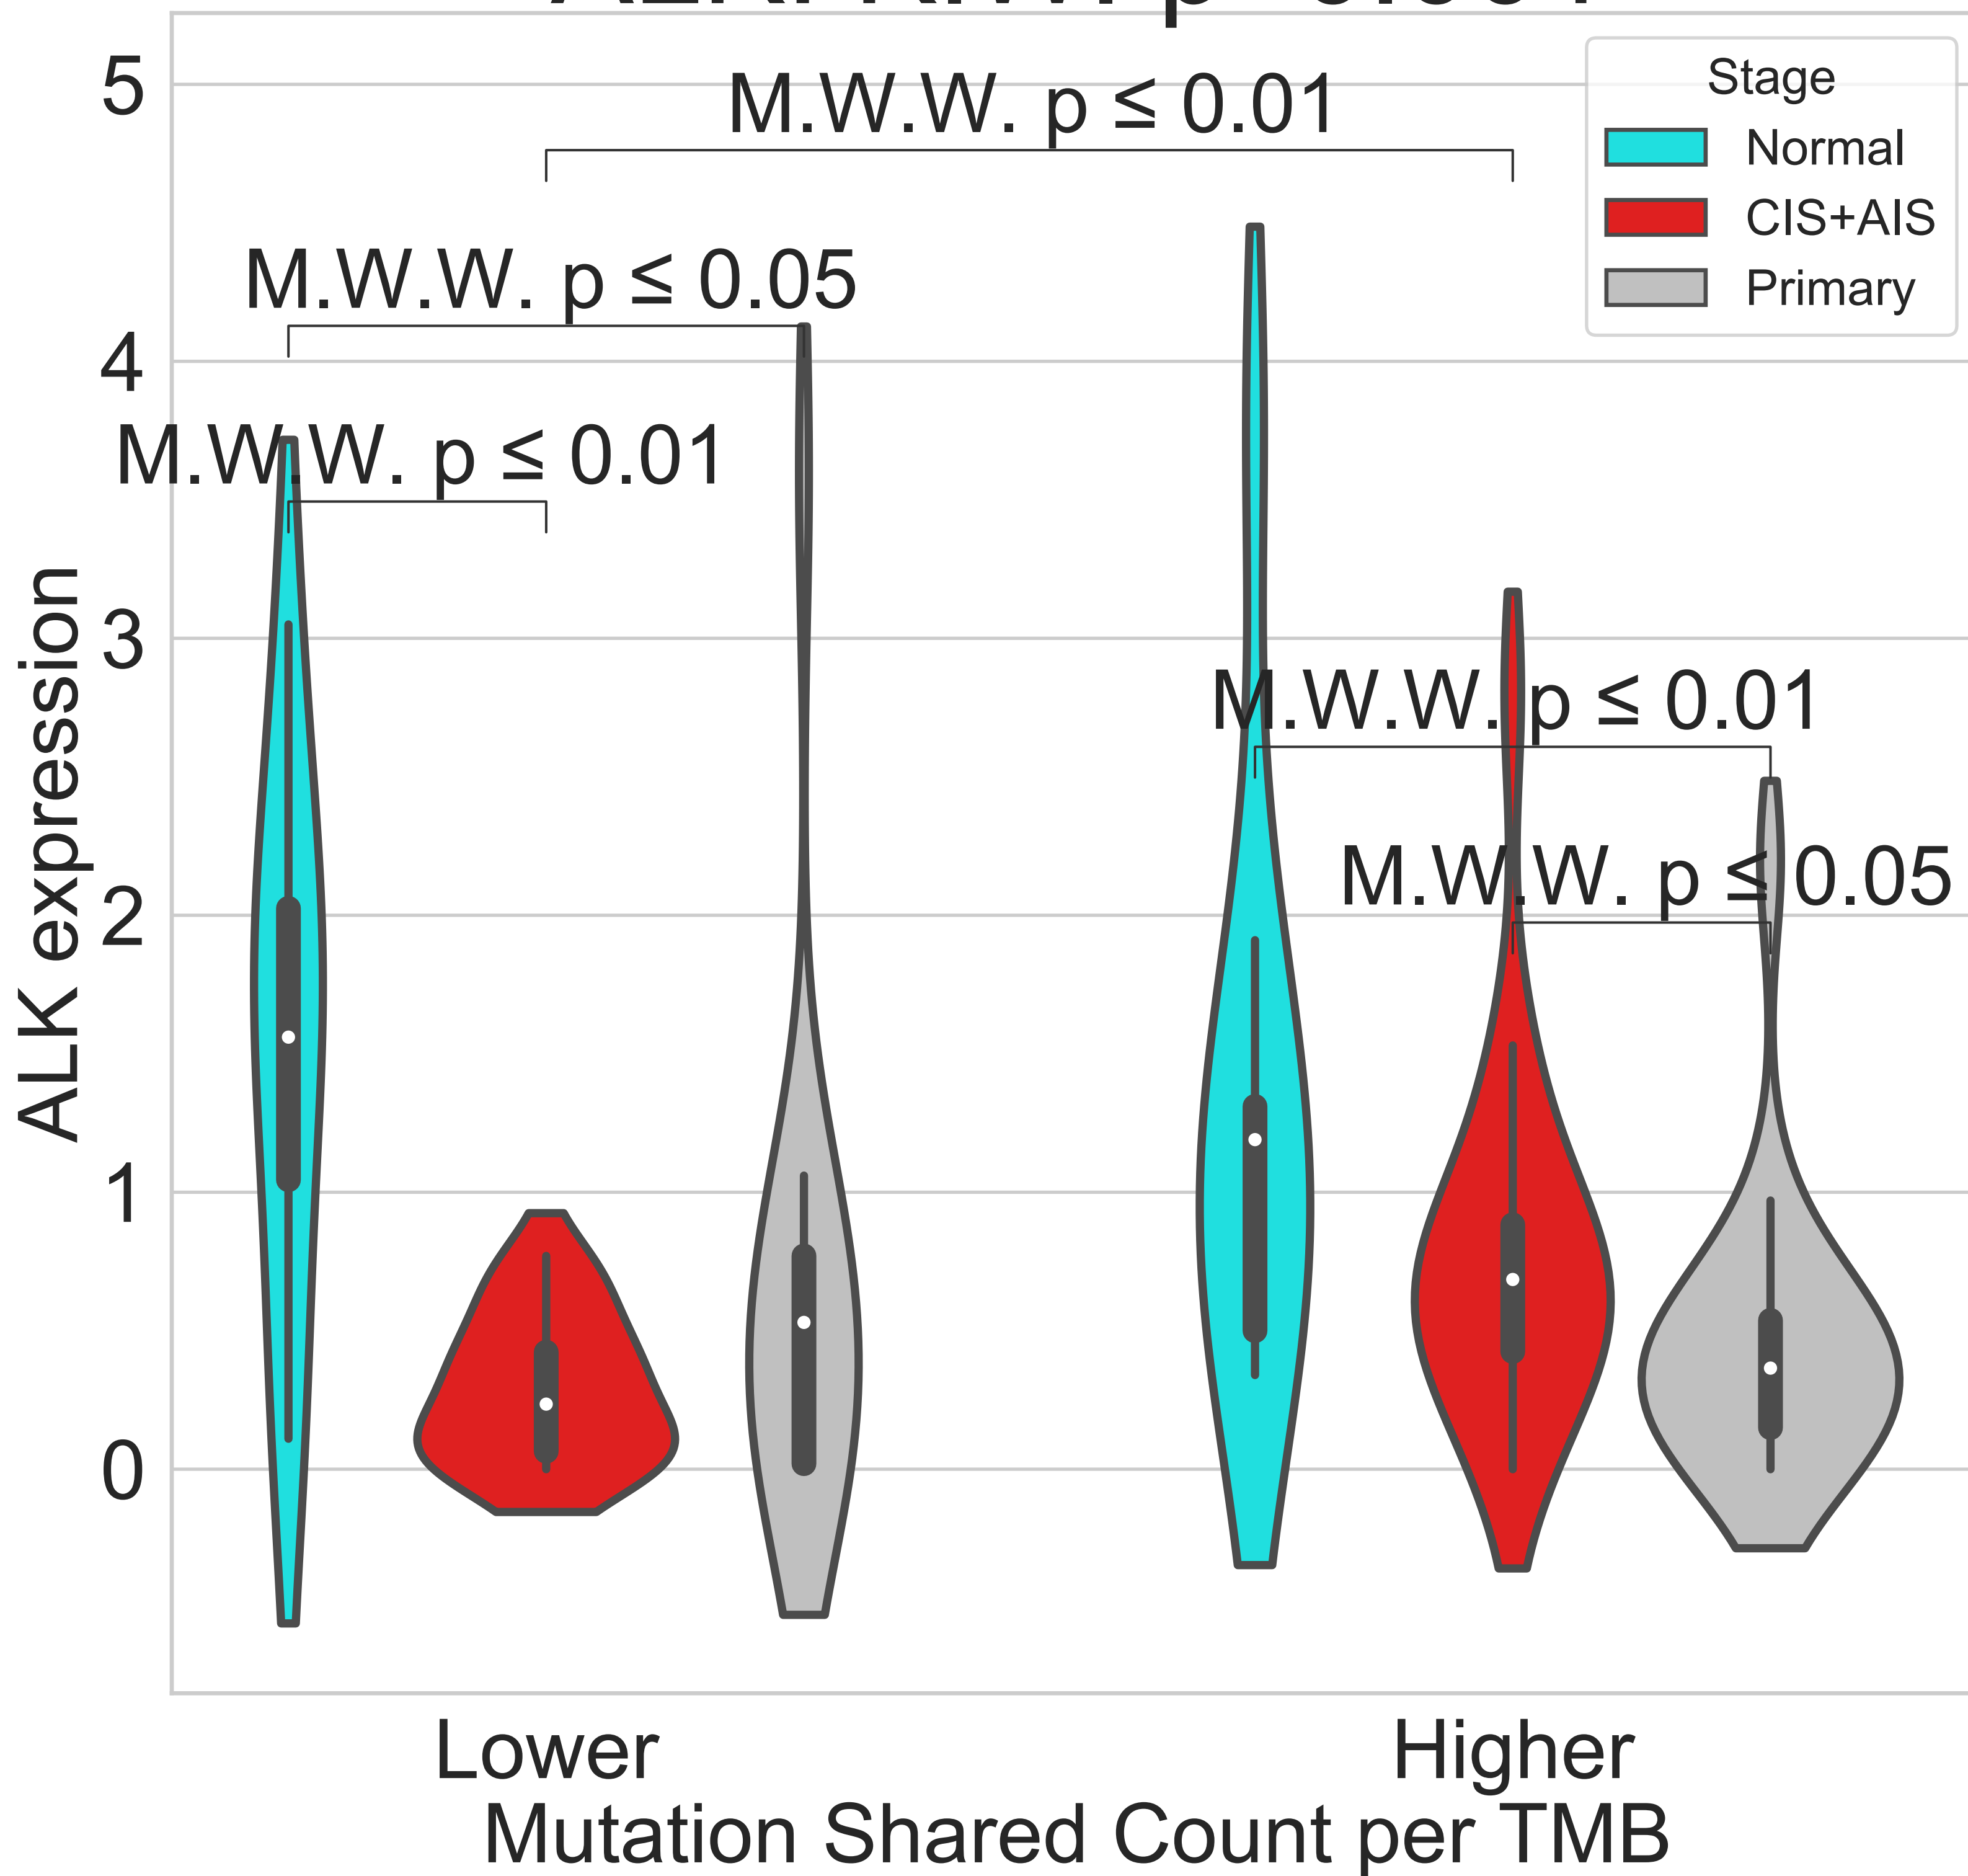 5
M.W.W. p ≤ 0.01
Stage
Normal
CIS+AIS
Primary
M.W.W. p ≤ 0.05
4
M.W.W. p ≤ 0.01
3
M.W.W. p ≤ 0.01
M.W.W. p ≤ 0.05
2
1
0
ALK expression
Lower
Higher
Mutation Shared Count per TMB